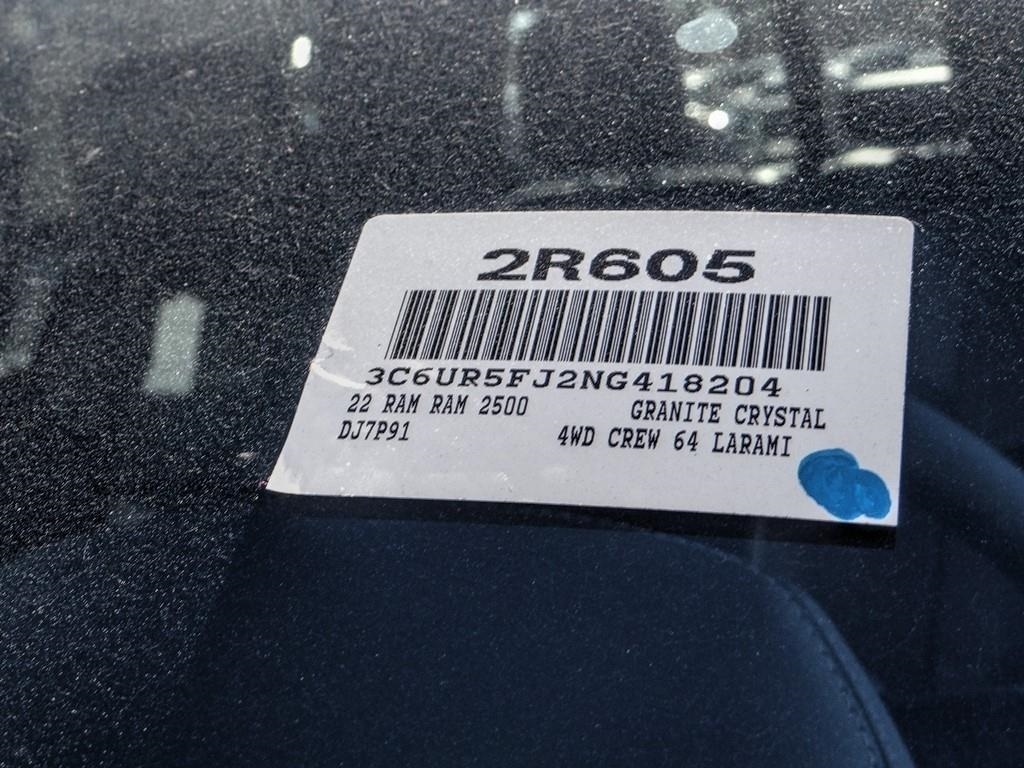 2R605
3C6UR5FJ2NG418204
22 RAM RAM 2500 GRANITE CRYSTAL
DJ7P91 4WD CREW 64 LARAMI